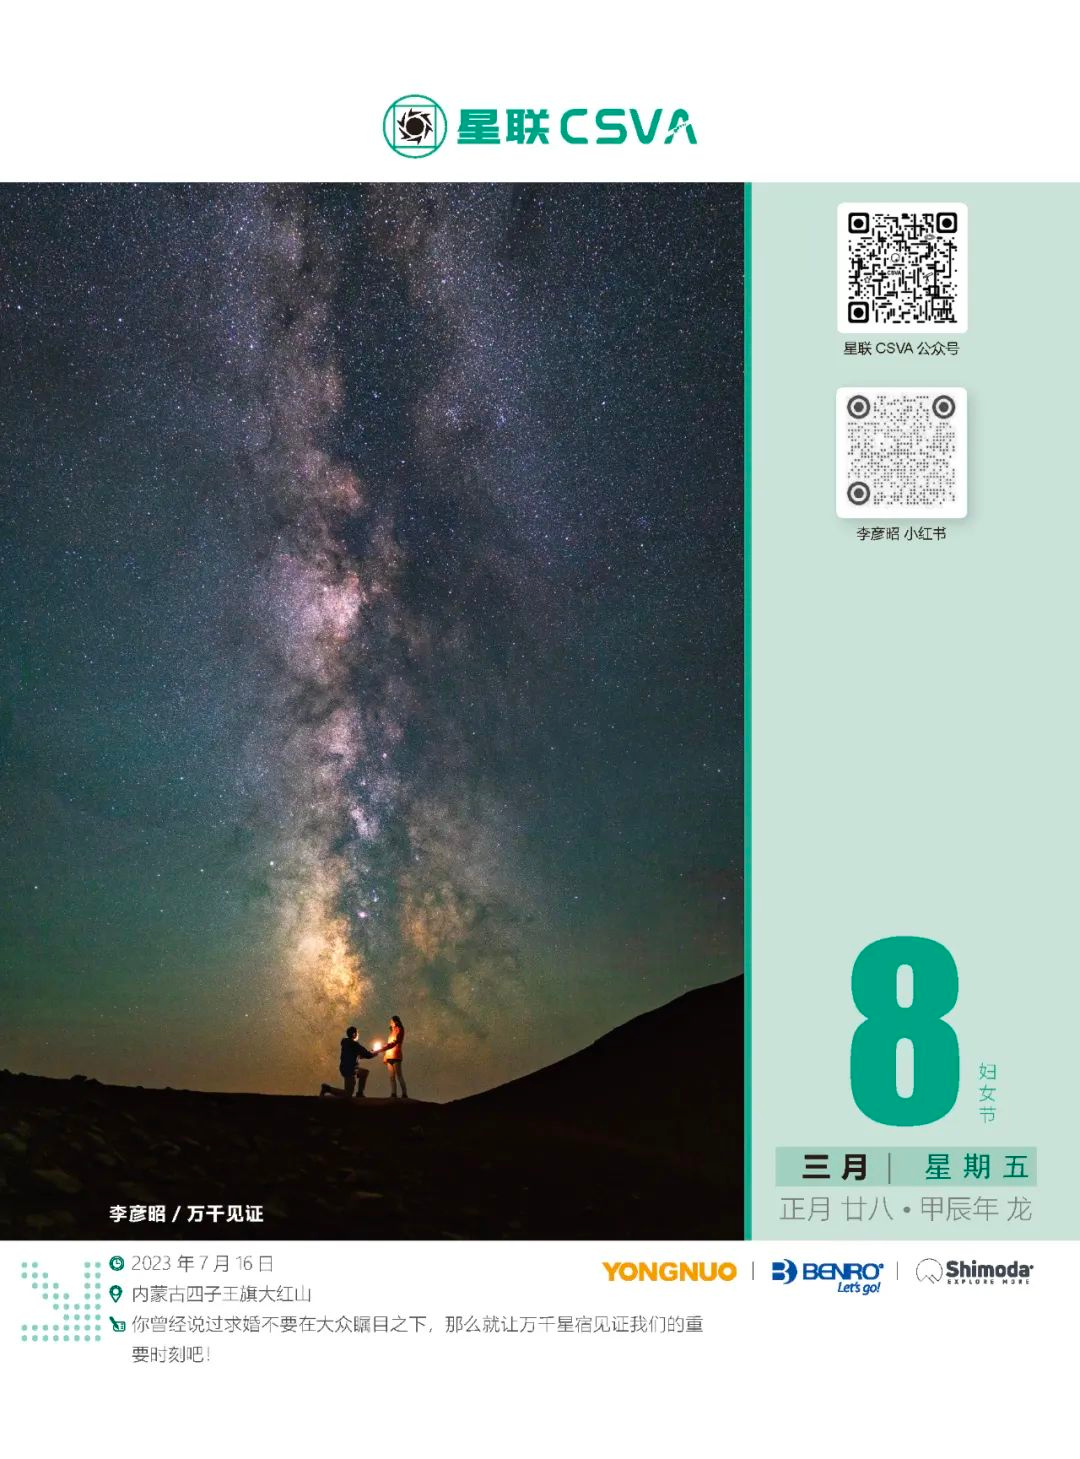 星联CSVA
星联 CSVA 公众号
李彦昭 小红书
8
妇女节
三月 | 星期五
正月 廿八·甲辰年 龙
李彦昭 / 万千见证
2023 年 7 月 16 日
内蒙古四子王旗大红山
你曾经说过求婚不要在大众瞩目之下，那么就让万千星宿见证我们的重
要时刻吧！
YONGNUO | BENRO Let's go! | Shimoda EXPLORE MORE